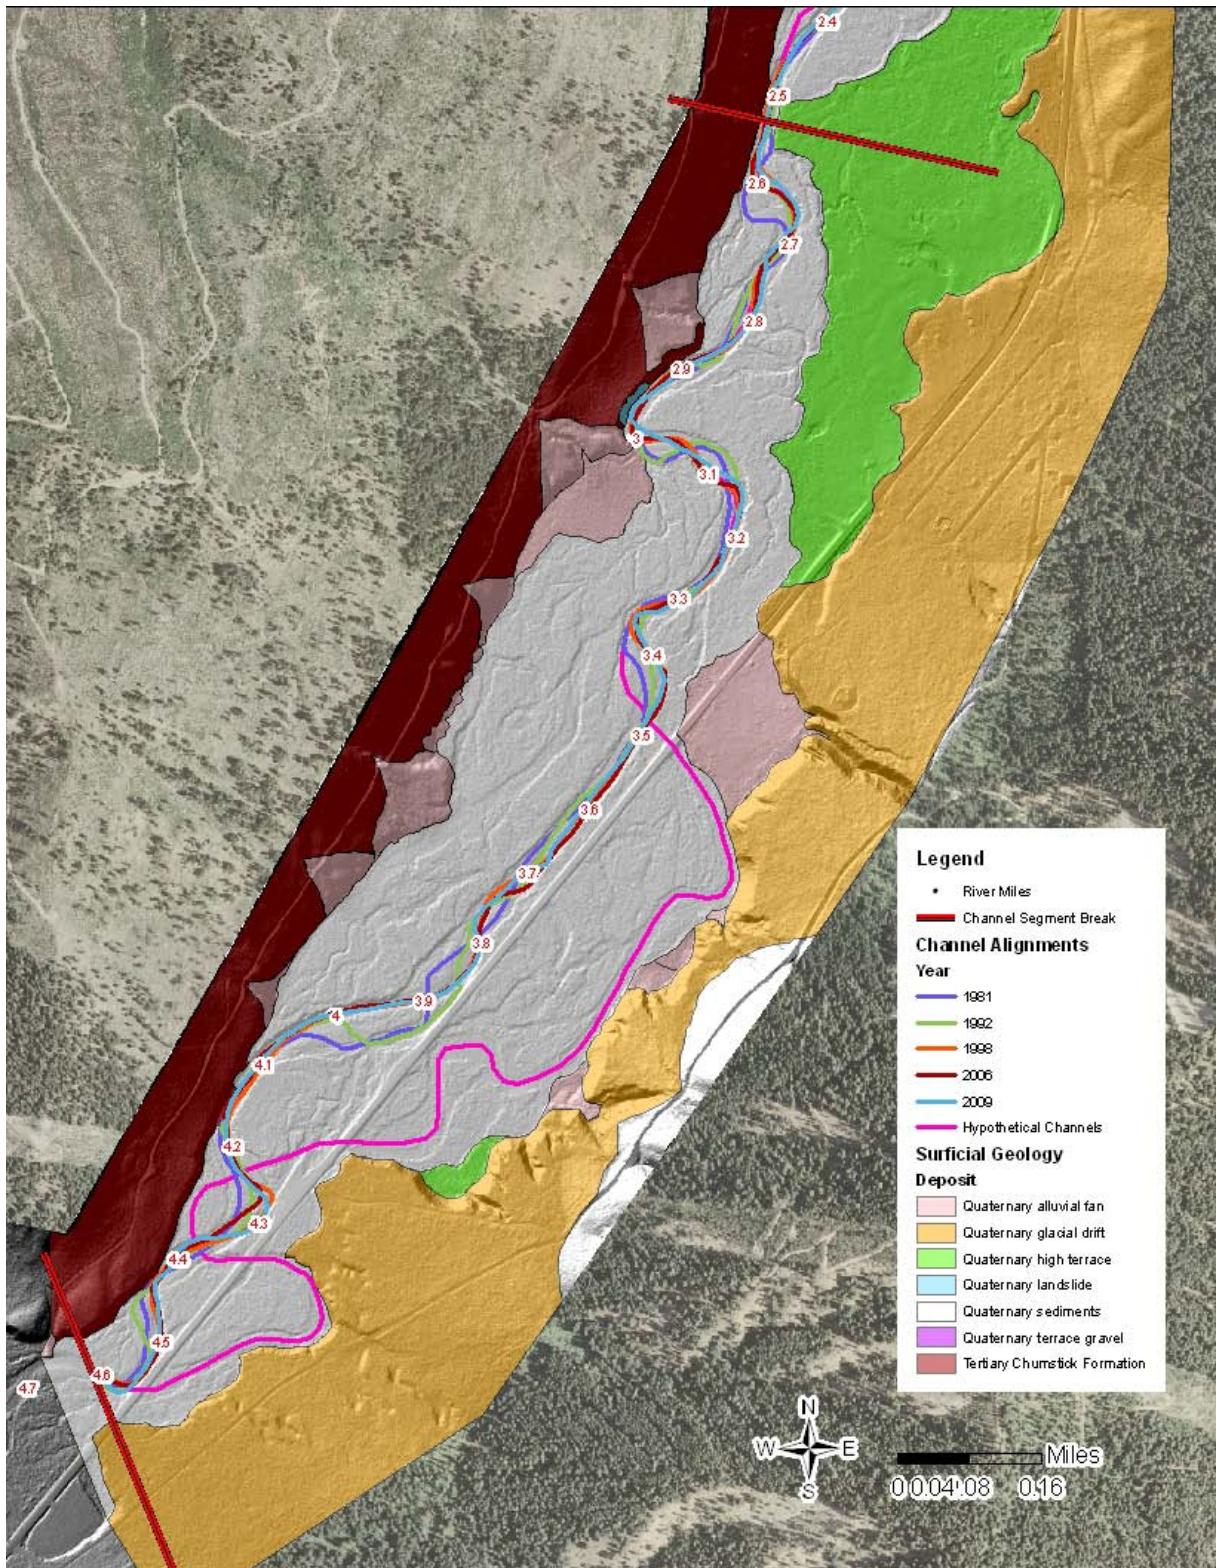 2.4
2.5
2.6
2.7
2.8
2.9
3
3.1
3.2
3.3
3.4
3.5
3.6
3.7
3.8
3.9
4
4.1
4.2
4.3
4.4
4.5
4.6
4.7
Legend
River Miles
Channel Segment Break
Channel Alignments
Year
1981
1992
1998
2006
2009
Hypothetical Channels
Surficial Geology
Deposit
Quaternary alluvial fan
Quaternary glacial drift
Quaternary high terrace
Quaternary landslide
Quaternary sediments
Quaternary terrace gravel
Tertiary Chumstick Formation
N
W E
S
Miles
0 0.04 .08 0.16